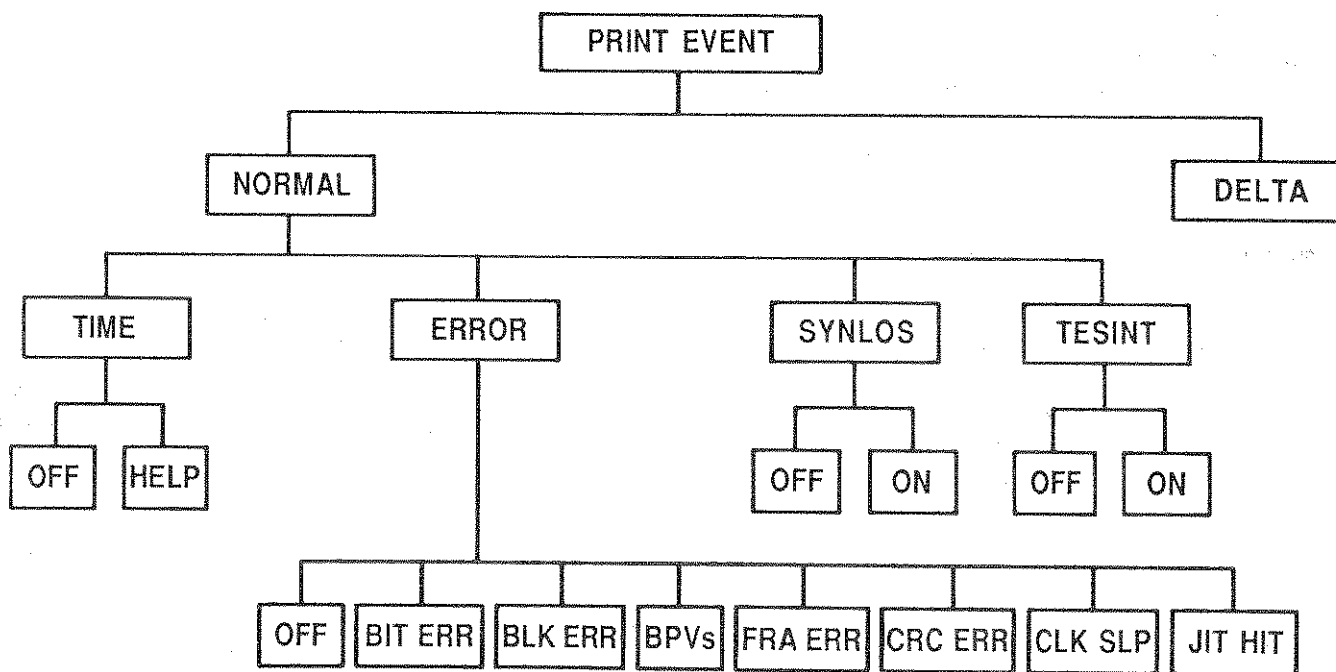 PRINT EVENT
NORMAL
DELTA
TIME
ERROR
SYNLOS
TESINT
OFF
HELP
OFF
ON
OFF
ON
OFF
BIT ERR
BLK ERR
BPVs
FRA ERR
CRC ERR
CLK SLP
JIT HIT